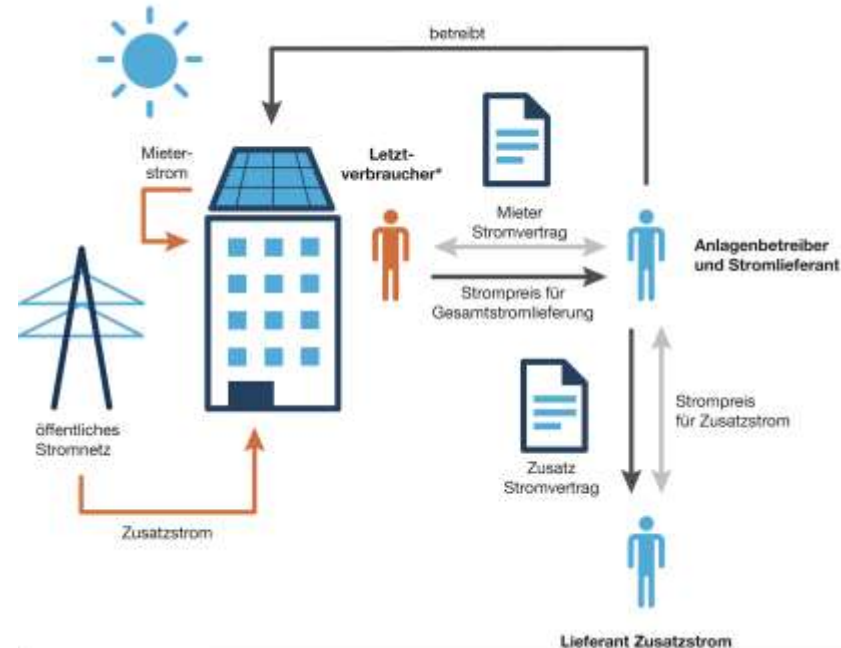 betreibt
Mieter-
strom
Letzt-
verbraucher*
Mieter
Stromvertrag
Anlagenbetreiber
und Stromlieferant
Strompreis für
Gesamtstromlieferung
öffentliches
Stromnetz
Strompreis
für Zusatzstrom
Zusatz
Stromvertrag
Zusatzstrom
Lieferant Zusatzstrom